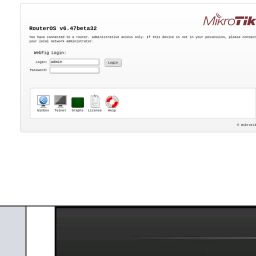 MikroTik
RouterOS v6.47beta32
You have connected to a router. Administrative access only. If this device is not in your possession, please contact
your local network administrator.
WebFig Login:
Login: admin
Login
Password:
Winbox Telnet Graphs License Help
© mikrotik